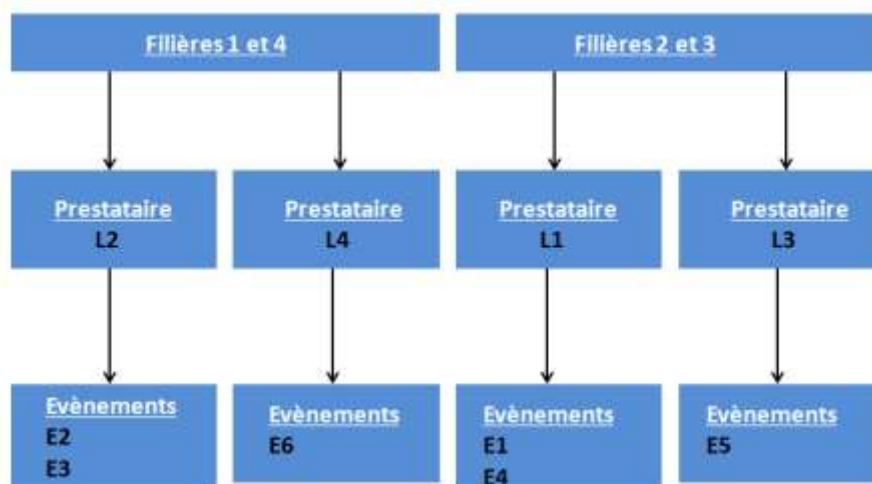 Filières 1 et 4
Filières 2 et 3
Prestataire
L2
Prestataire
L4
Prestataire
L1
Prestataire
L3
Evènements
E2
E3
Evènements
E6
Evènements
E1
E4
Evènements
E5